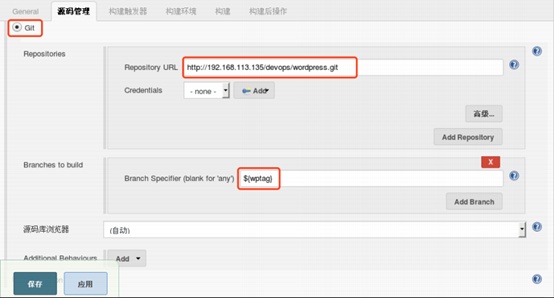 General 源码管理 构建触发器 构建环境 构建 构建后操作
Git
Repositories
Repository URL http://192.168.113.135/devops/wordpress.git
Credentials - none - Add
高级...
Add Repository
Branches to build
X
Branch Specifier (blank for 'any') ${wptag}
Add Branch
源码库浏览器 (自动)
Additional Behaviours Add
保存 应用